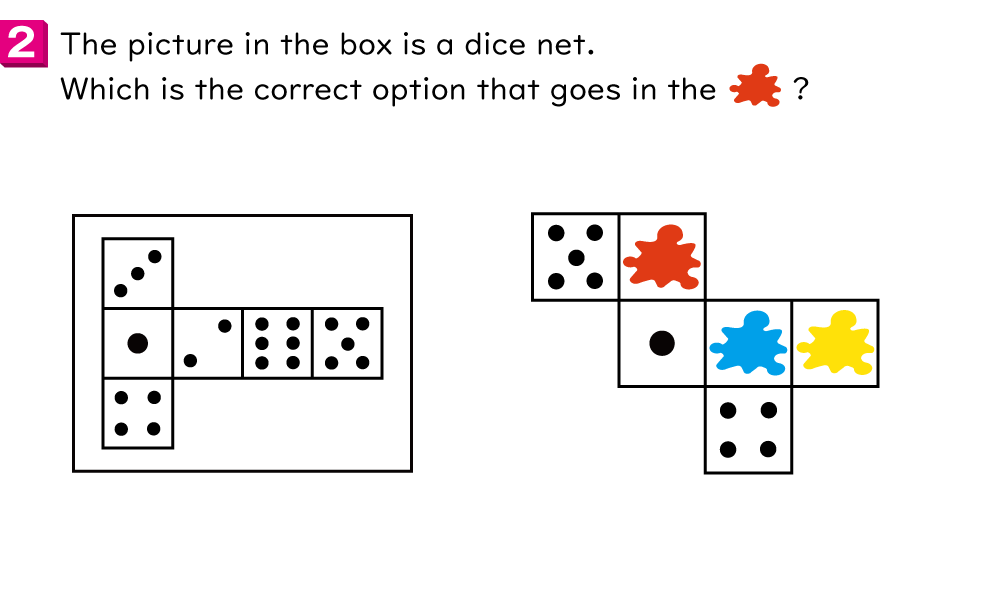 2 The picture in the box is a dice net.
Which is the correct option that goes in the ?